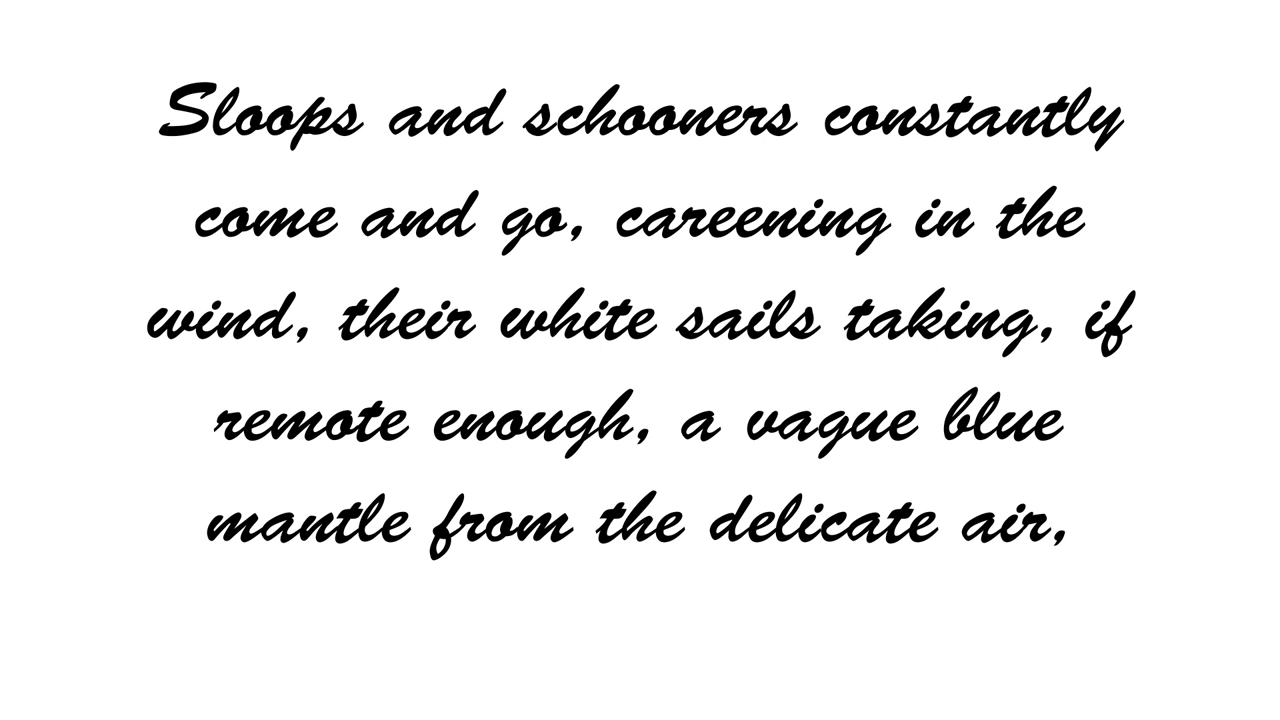 Sloops and schooners constantly
come and go, careening in the
wind, their white sails taking, if
remote enough, a vague blue
mantle from the delicate air,